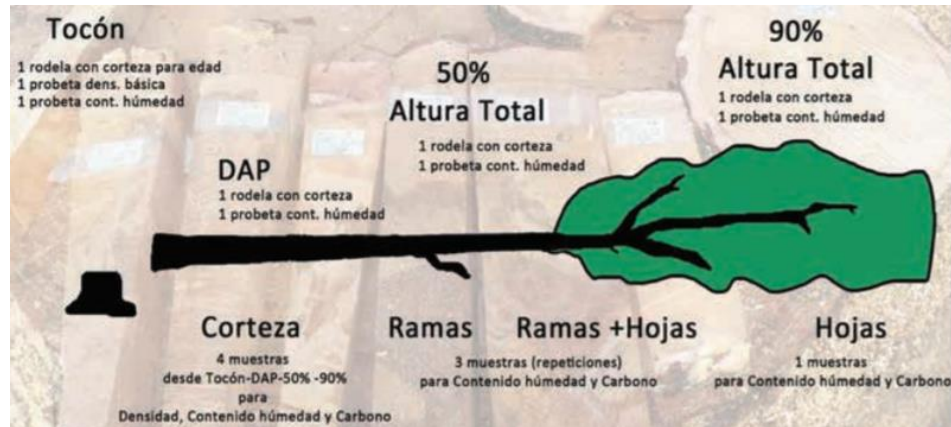 Tocón
1 rodela con corteza para edad
1 probeta dens. básica
1 probeta cont. húmedad
DAP
1 rodela con corteza
1 probeta cont. húmedad
50%
Altura Total
1 rodela con corteza
1 probeta cont. húmedad
90%
Altura Total
1 rodela con corteza
1 probeta cont. húmedad
Corteza
4 muestras
desde Tocón-DAP-50% -90%
para
Densidad, Contenido húmedad y Carbono
Ramas
Ramas +Hojas
3 muestras (repeticiones)
para Contenido húmedad y Carbono
Hojas
1 muestras
para Contenido húmedad y Carbono